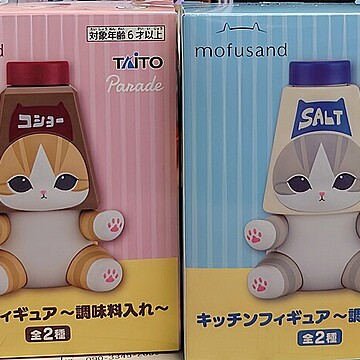 対象年齢6才以上
TAITO
Parade
コショー
フィギュア〜調味料入れ〜
全2種
mofusand
SALT
キッチンフィギュア〜調
全2種